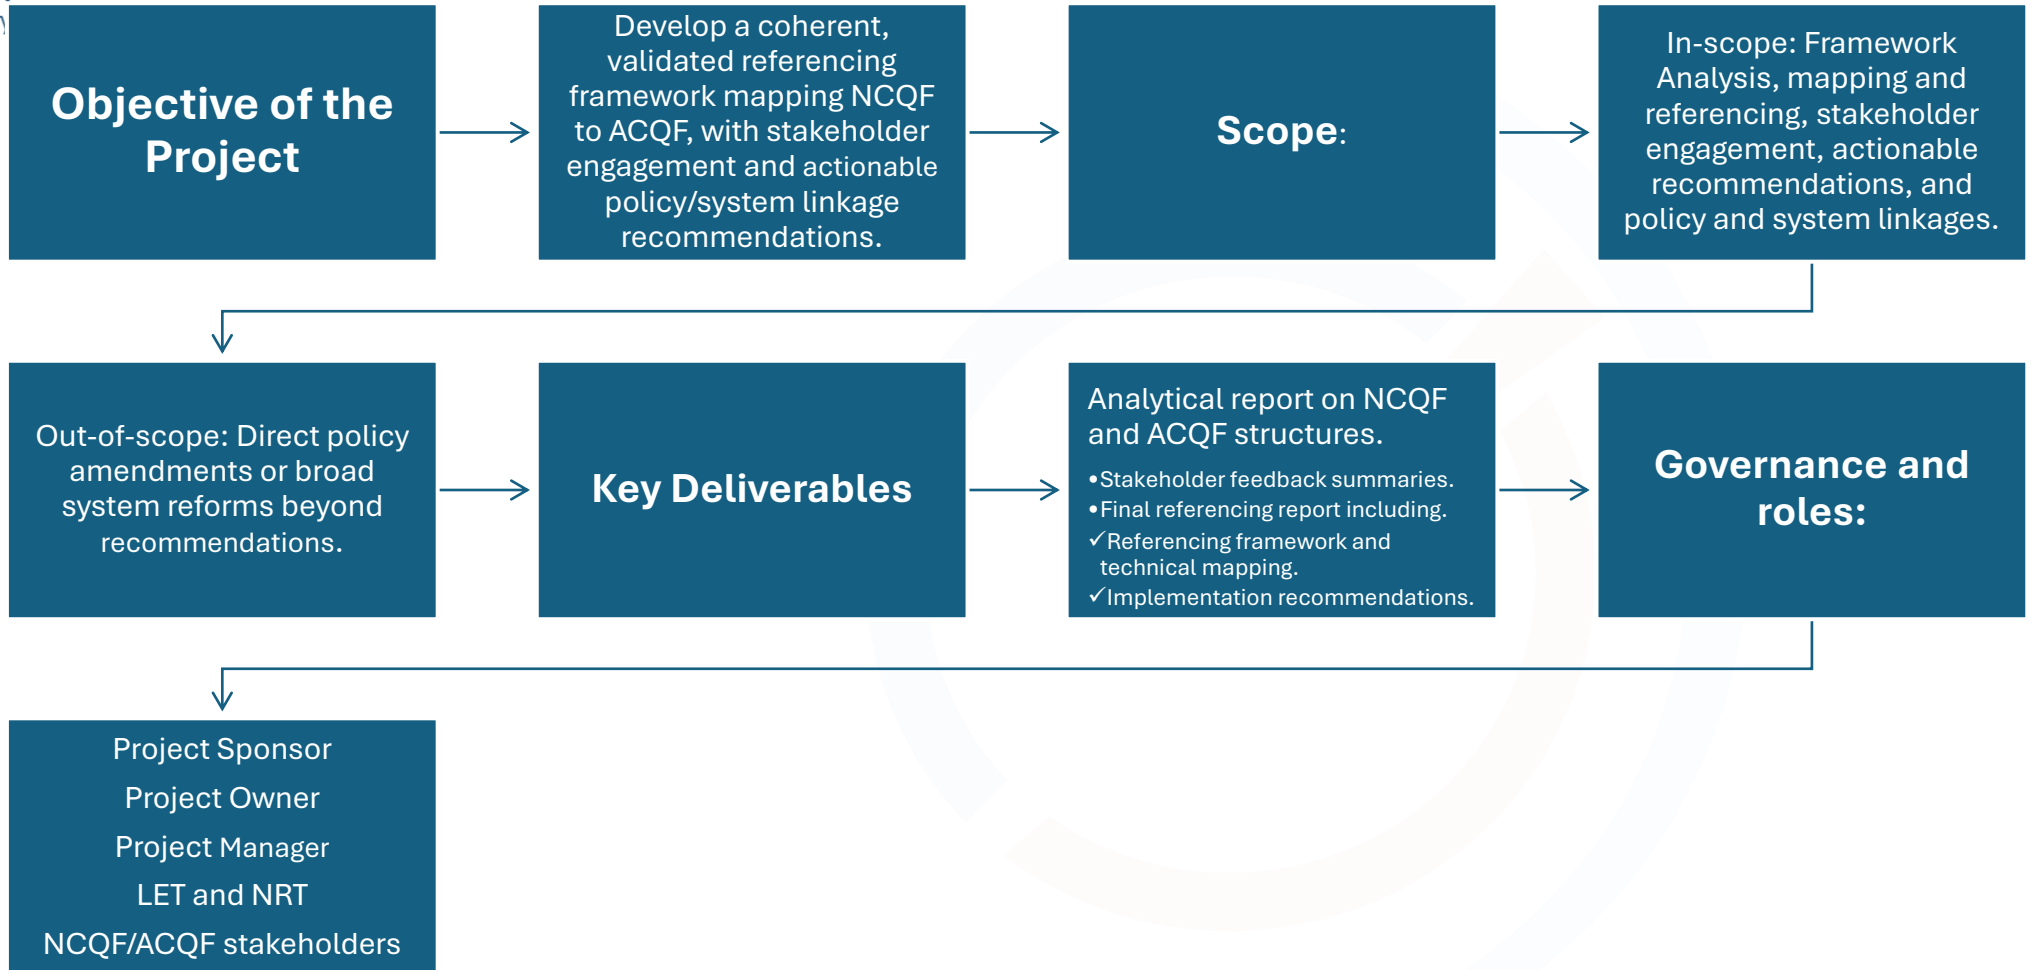 Objective of the
Project
Develop a coherent,
validated referencing
framework mapping NCQF
to ACQF, with stakeholder
engagement and actionable
policy/system linkage
recommendations.
Scope:
In-scope: Framework
Analysis, mapping and
referencing, stakeholder
engagement, actionable
recommendations, and
policy and system linkages.
Out-of-scope: Direct policy
amendments or broad
system reforms beyond
recommendations.
Key Deliverables
Analytical report on NCQF
and ACQF structures.
•Stakeholder feedback summaries.
•Final referencing report including.
✓Referencing framework and
technical mapping.
✓Implementation recommendations.
Governance and
roles:
Project Sponsor
Project Owner
Project Manager
LET and NRT
NCQF/ACQF stakeholders